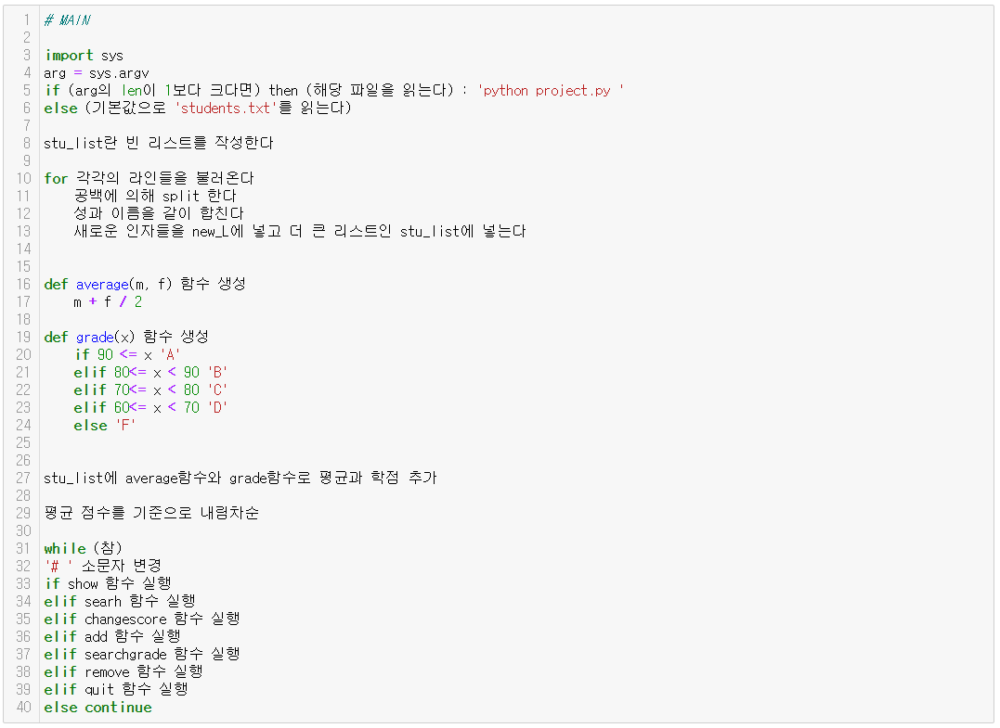 1 # MAIN
2
3 import sys
4 arg = sys.argv
5 if (arg의 len이 1보다 크다면) then (해당 파일을 읽는다) : 'python project.py '
6 else (기본값으로 'students.txt'를 읽는다)
7
8 stu_list란 빈 리스트를 작성한다
9
10 for 각각의 라인들을 불러온다
11     공백에 의해 split 한다
12     성과 이름을 같이 합친다
13     새로운 인자들을 new_L에 넣고 더 큰 리스트인 stu_list에 넣는다
14
15
16 def average(m, f) 함수 생성
17     m + f / 2
18
19 def grade(x) 함수 생성
20     if 90 <= x 'A'
21     elif 80<= x < 90 'B'
22     elif 70<= x < 80 'C'
23     elif 60<= x < 70 'D'
24     else 'F'
25
26
27 stu_list에 average함수와 grade함수로 평균과 학점 추가
28
29 평균 점수를 기준으로 내림차순
30
31 while (참)
32 '# ' 소문자 변경
33 if show 함수 실행
34 elif searh 함수 실행
35 elif changescore 함수 실행
36 elif add 함수 실행
37 elif searchgrade 함수 실행
38 elif remove 함수 실행
39 elif quit 함수 실행
40 else continue